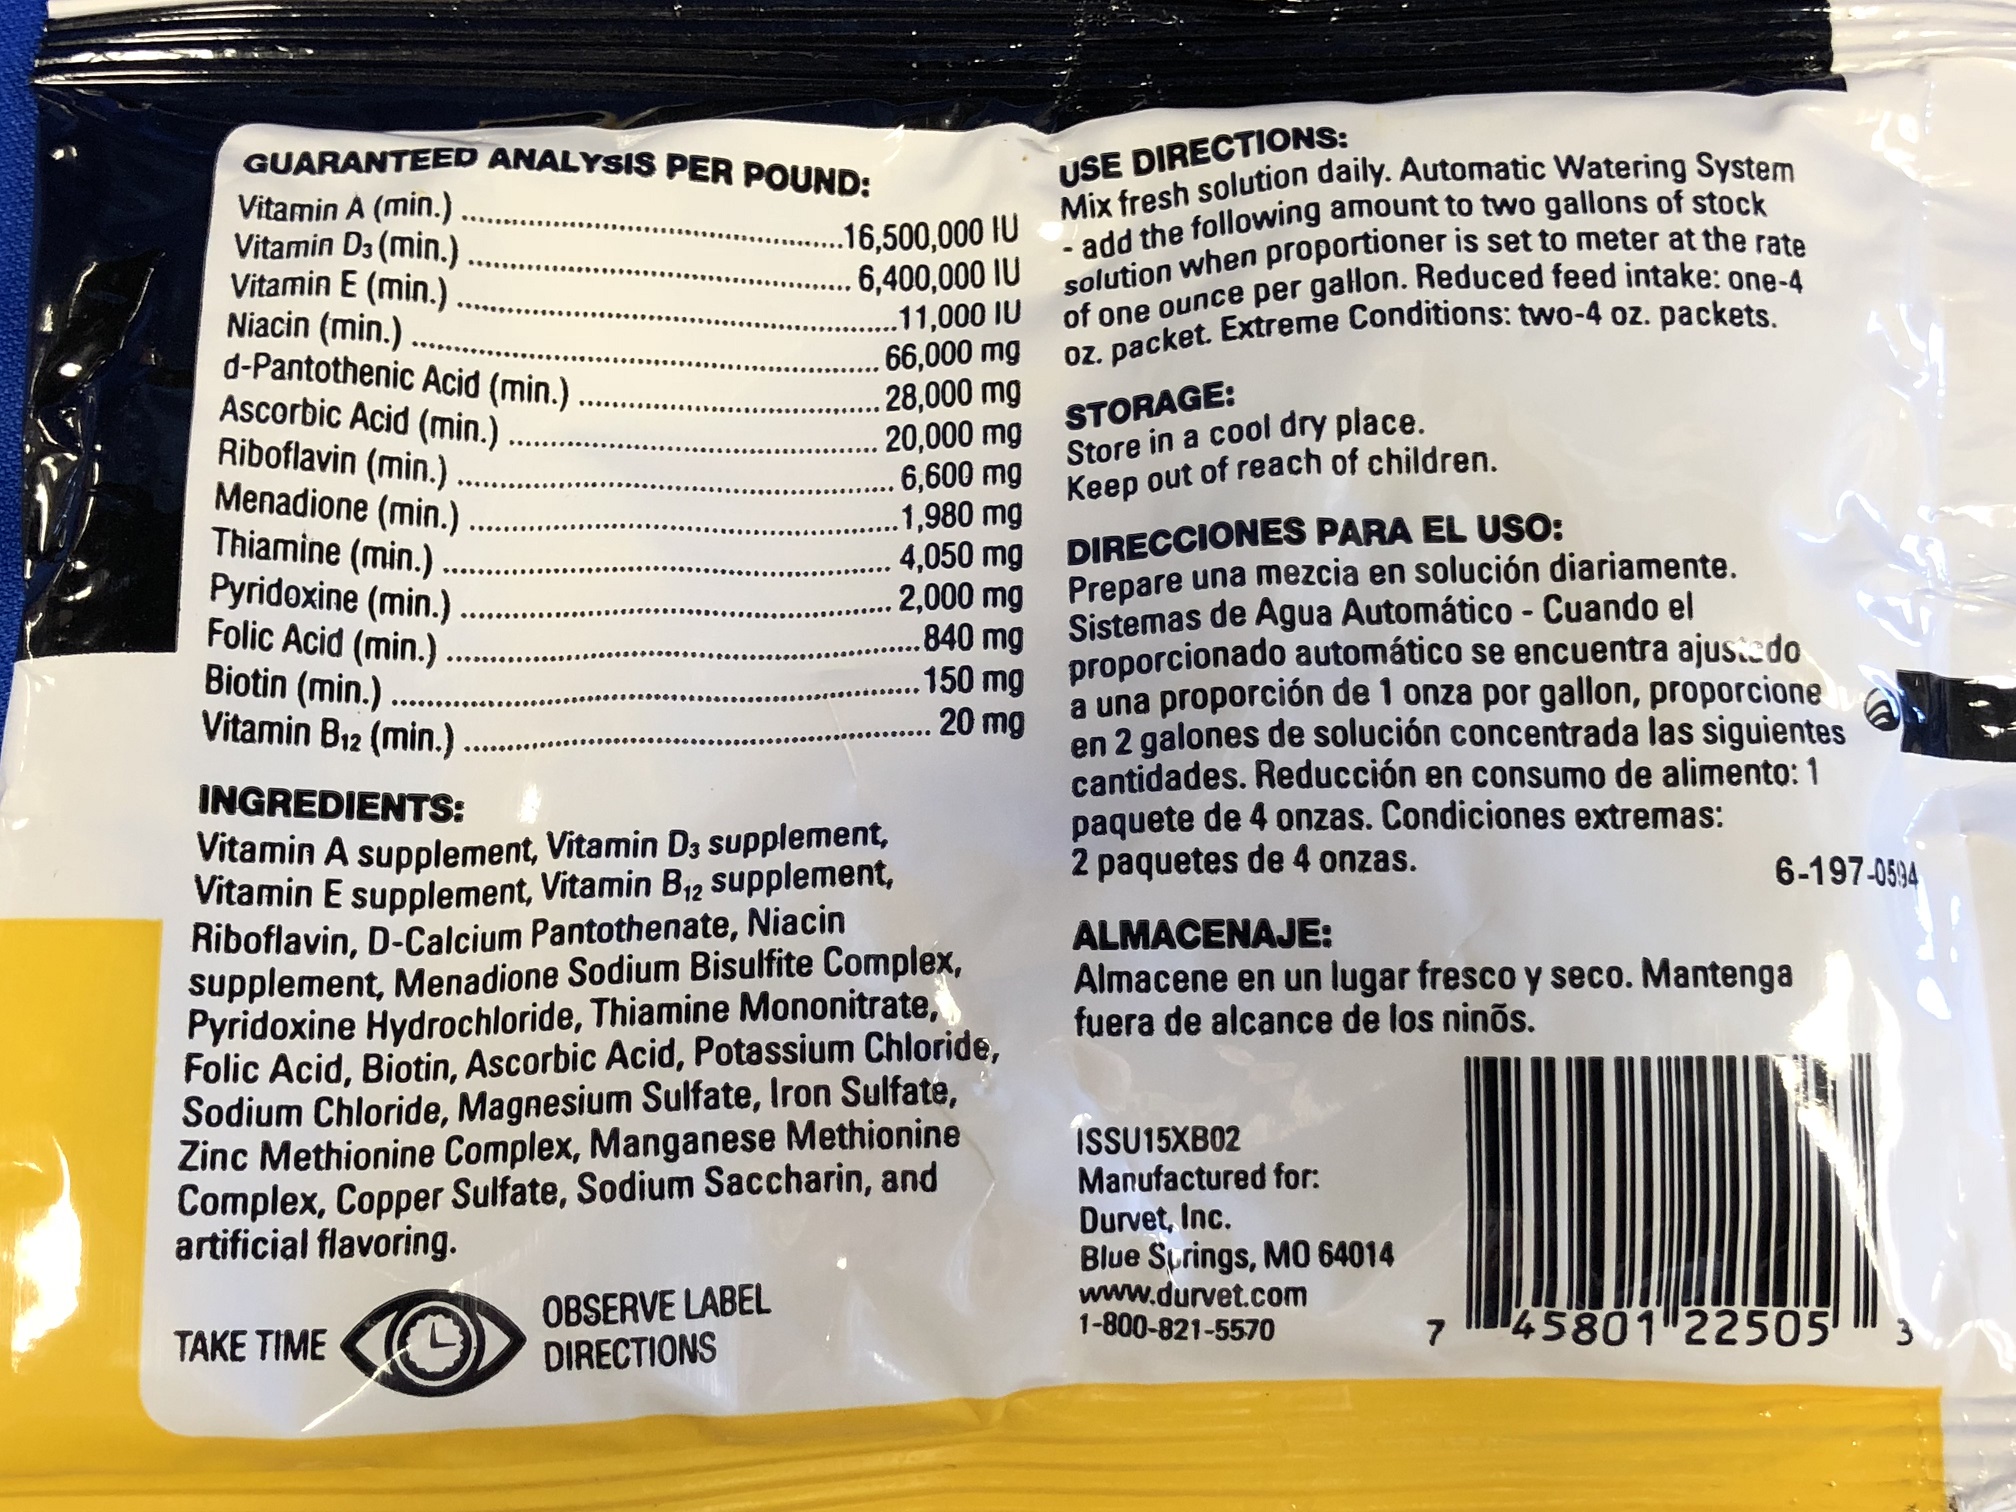 GUARANTEED ANALYSIS PER POUND:
Vitamin A (min.) ........ 16,500,000 IU
Vitamin D3 (min.) ........ 6,400,000 IU
Vitamin E (min.) ........ 11,000 IU
Niacin (min.) ........ 66,000 mg
d-Pantothenic Acid (min.) ........ 28,000 mg
Ascorbic Acid (min.) ........ 20,000 mg
Riboflavin (min.) ........ 6,600 mg
Menadione (min.) ........ 1,980 mg
Thiamine (min.) ........ 4,050 mg
Pyridoxine (min.) ........ 2,000 mg
Folic Acid (min.) ........ 840 mg
Biotin (min.) ........ 150 mg
Vitamin B12 (min.) ........ 20 mg
INGREDIENTS:
Vitamin A supplement, Vitamin D3 supplement,
Vitamin E supplement, Vitamin B12 supplement,
Riboflavin, D-Calcium Pantothenate, Niacin
supplement, Menadione Sodium Bisulfite Complex,
Pyridoxine Hydrochloride, Thiamine Mononitrate,
Folic Acid, Biotin, Ascorbic Acid, Potassium Chloride,
Sodium Chloride, Magnesium Sulfate, Iron Sulfate,
Zinc Methionine Complex, Manganese Methionine
Complex, Copper Sulfate, Sodium Saccharin, and
artificial flavoring.
TAKE TIME
OBSERVE LABEL
DIRECTIONS
USE DIRECTIONS:
Mix fresh solution daily. Automatic Watering System
- add the following amount to two gallons of stock
solution when proportioner is set to meter at the rate
of one ounce per gallon. Reduced feed intake: one-4
oz. packet. Extreme Conditions: two-4 oz. packets.
STORAGE:
Store in a cool dry place.
Keep out of reach of children.
DIRECCIONES PARA EL USO:
Prepare una mezcia en solución diariamente.
Sistemas de Agua Automático - Cuando el
proporcionado automático se encuentra ajustado
a una proporción de 1 onza por gallon, proporcione
en 2 galones de solución concentrada las siguientes
cantidades. Reducción en consumo de alimento: 1
paquete de 4 onzas. Condiciones extremas:
2 paquetes de 4 onzas.
6-197-0594
ALMACENAJE:
Almacene en un lugar fresco y seco. Mantenga
fuera de alcance de los ninõs.
ISSU15XB02
Manufactured for:
Durvet, Inc.
Blue Springs, MO 64014
www.durvet.com
1-800-821-5570
7 45801 22505 3